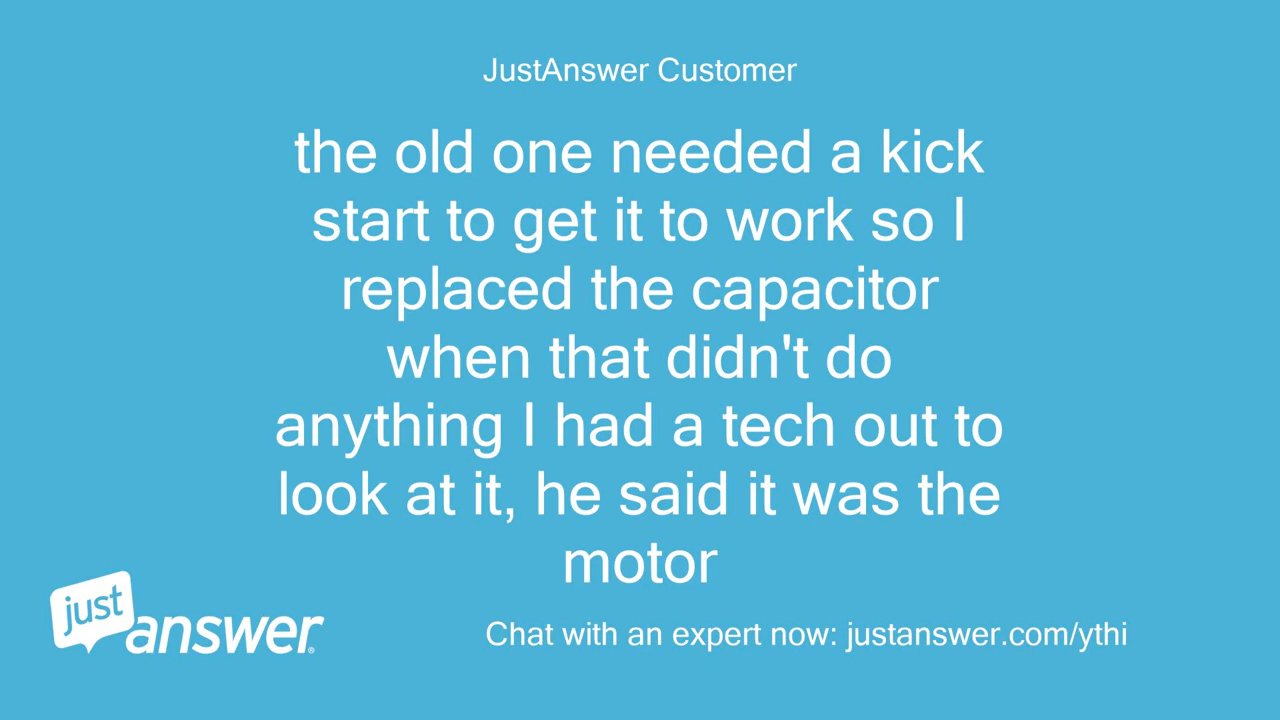 JustAnswer Customer
the old one needed a kick
start to get it to work so I
replaced the capacitor
when that didn't do
anything I had a tech out to
look at it, he said it was the
motor
just
answer®
Chat with an expert now: justanswer.com/ythi